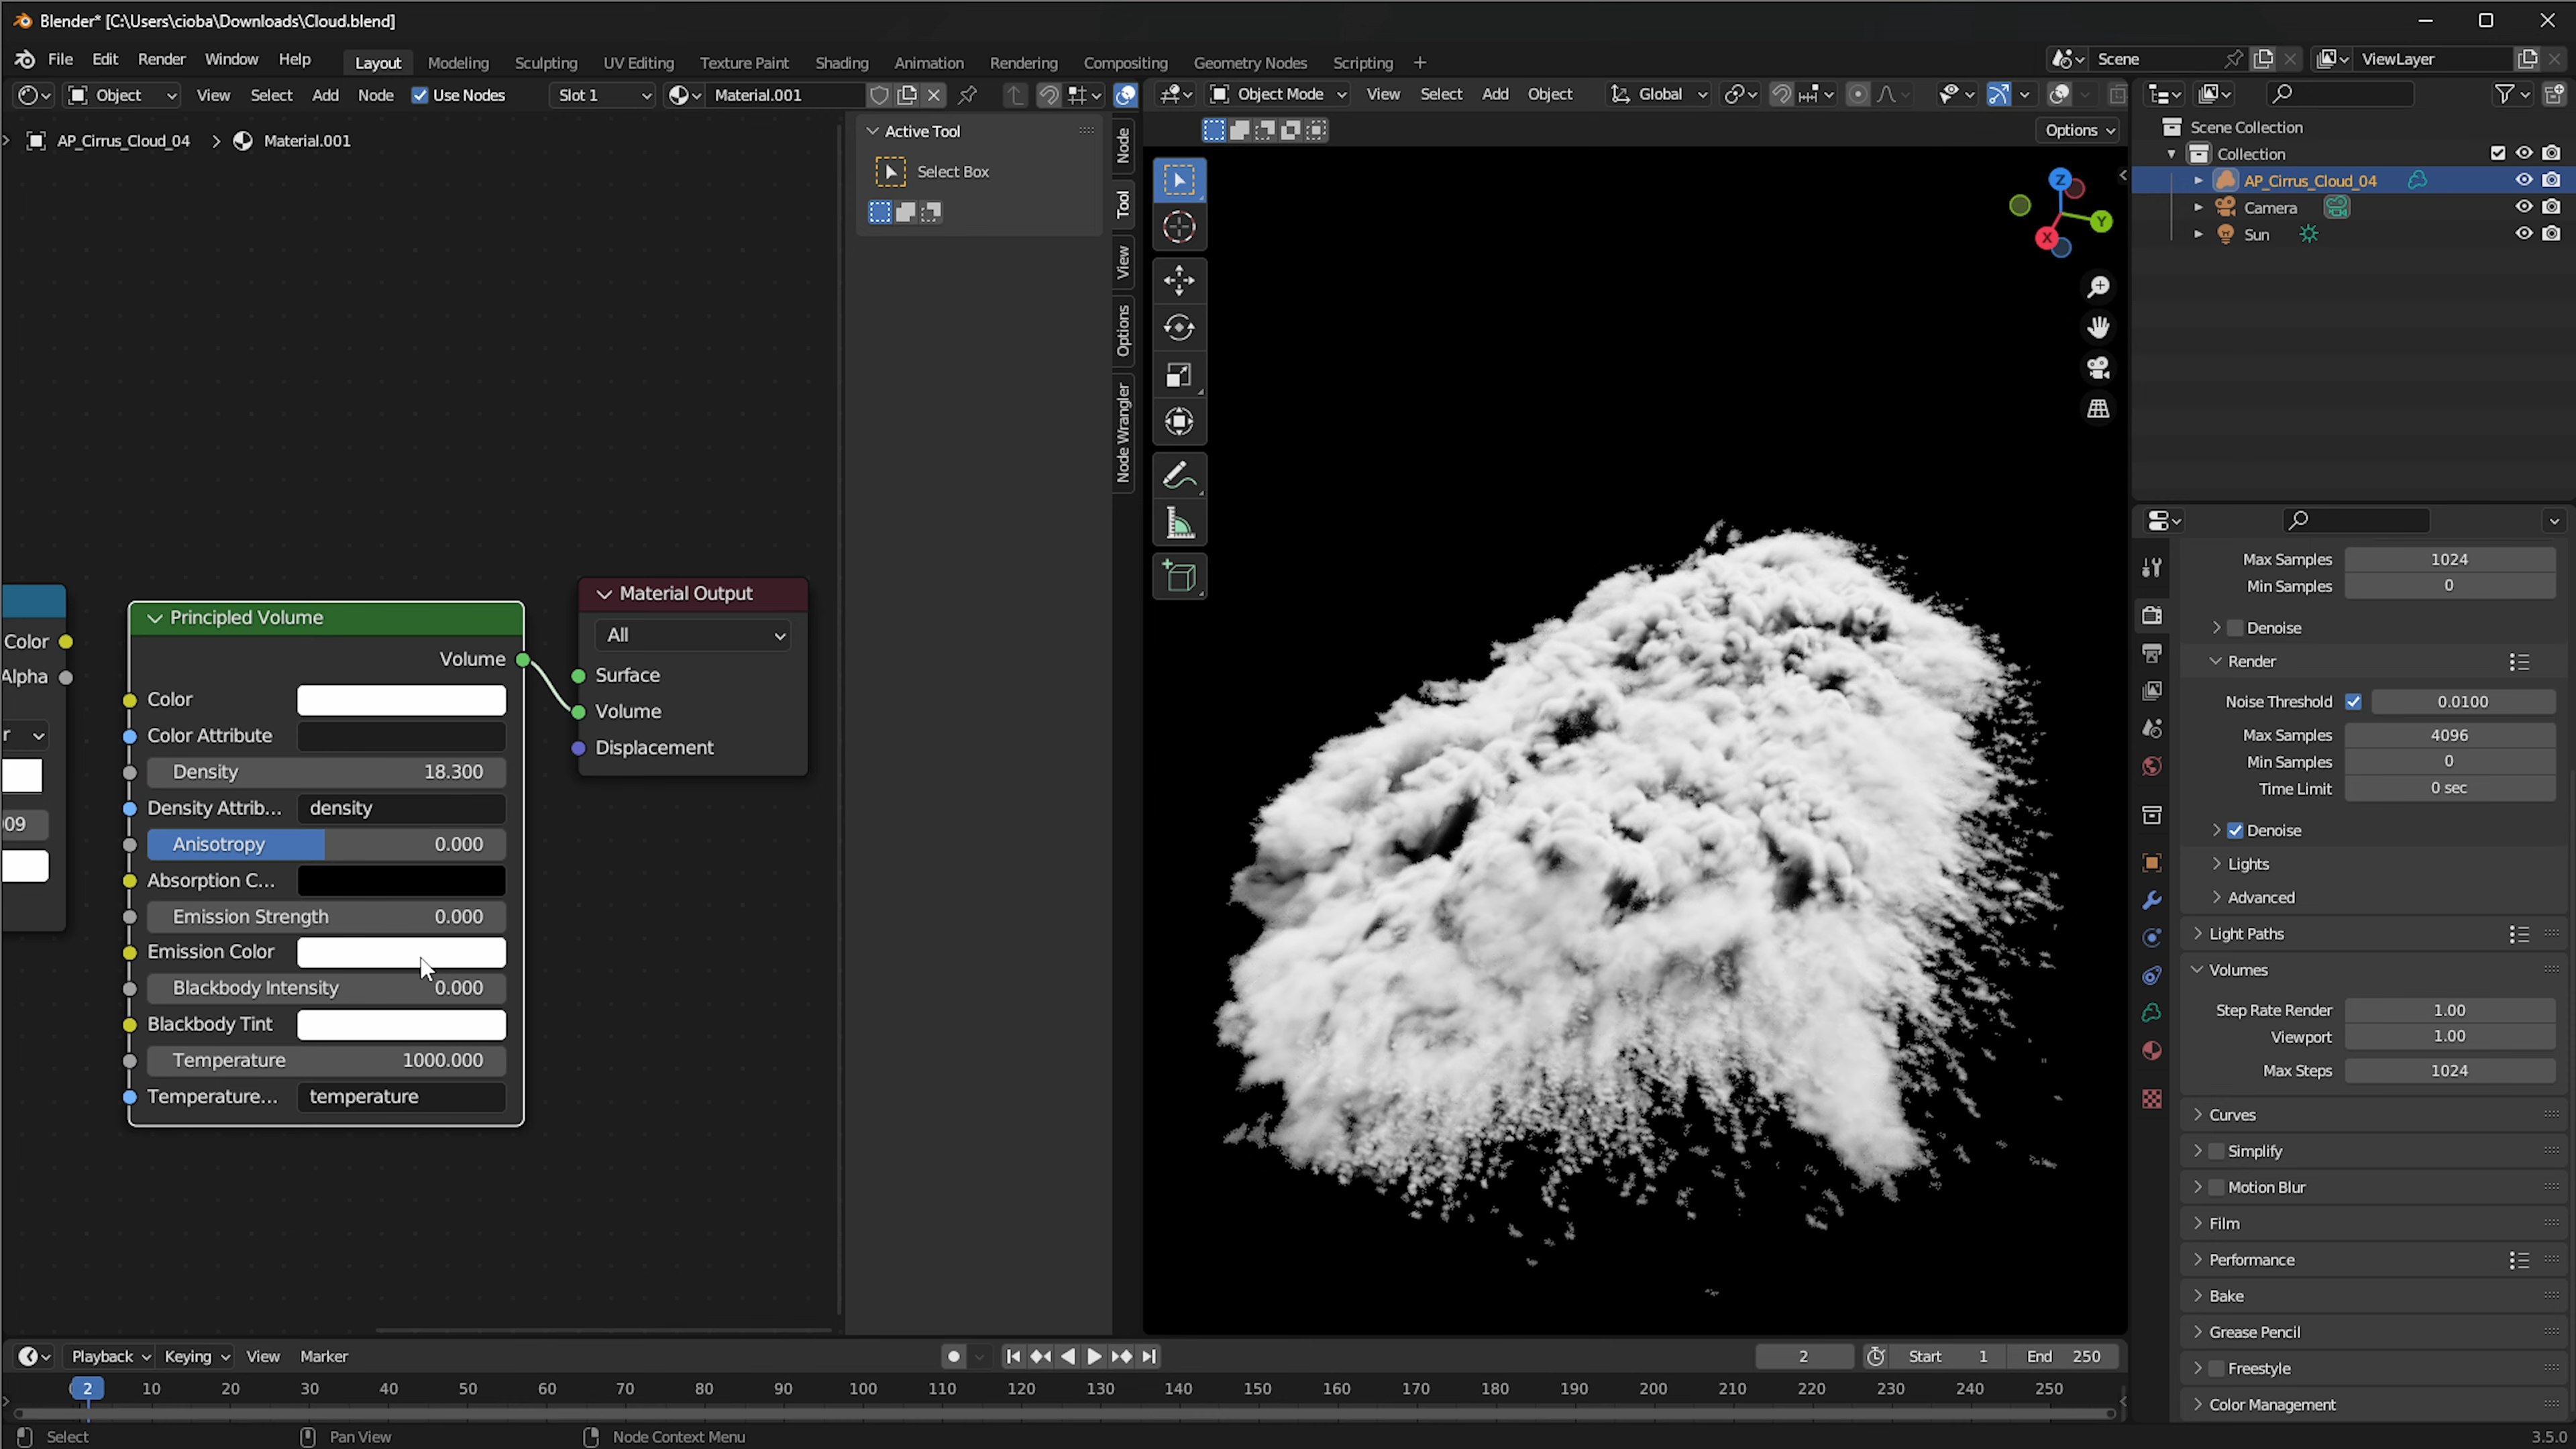 Blender* [C:\Users\cioba\Downloads\Cloud.blend]
File Edit Render Window Help
Layout Modeling Sculpting UV Editing Texture Paint Shading Animation Rendering Compositing Geometry Nodes Scripting +
Scene
ViewLayer
Object View Select Add Node Use Nodes Slot 1 Material.001
Object Mode View Select Add Object Global
AP_Cirrus_Cloud_04 > Material.001
Active Tool
Select Box
Node
Tool
View
Options
Node Wrangler
Options
Z
Y
X
Scene Collection
Collection
AP_Cirrus_Cloud_04
Camera
Sun
Color
Alpha
r
09
Principled Volume
Volume
Color
Color Attribute
Density 18.300
Density Attrib... density
Anisotropy 0.000
Absorption C...
Emission Strength 0.000
Emission Color
Blackbody Intensity 0.000
Blackbody Tint
Temperature 1000.000
Temperature... temperature
Material Output
All
Surface
Volume
Displacement
Max Samples 1024
Min Samples 0
Denoise
Render
Noise Threshold 0.0100
Max Samples 4096
Min Samples 0
Time Limit 0 sec
Denoise
Lights
Advanced
Light Paths
Volumes
Step Rate Render 1.00
Viewport 1.00
Max Steps 1024
Curves
Simplify
Motion Blur
Film
Performance
Bake
Grease Pencil
Freestyle
Color Management
Playback Keying View Marker
2 Start 1 End 250
2 10 20 30 40 50 60 70 80 90 100 110 120 130 140 150 160 170 180 190 200 210 220 230 240 250
Select Pan View Node Context Menu
3.5.0